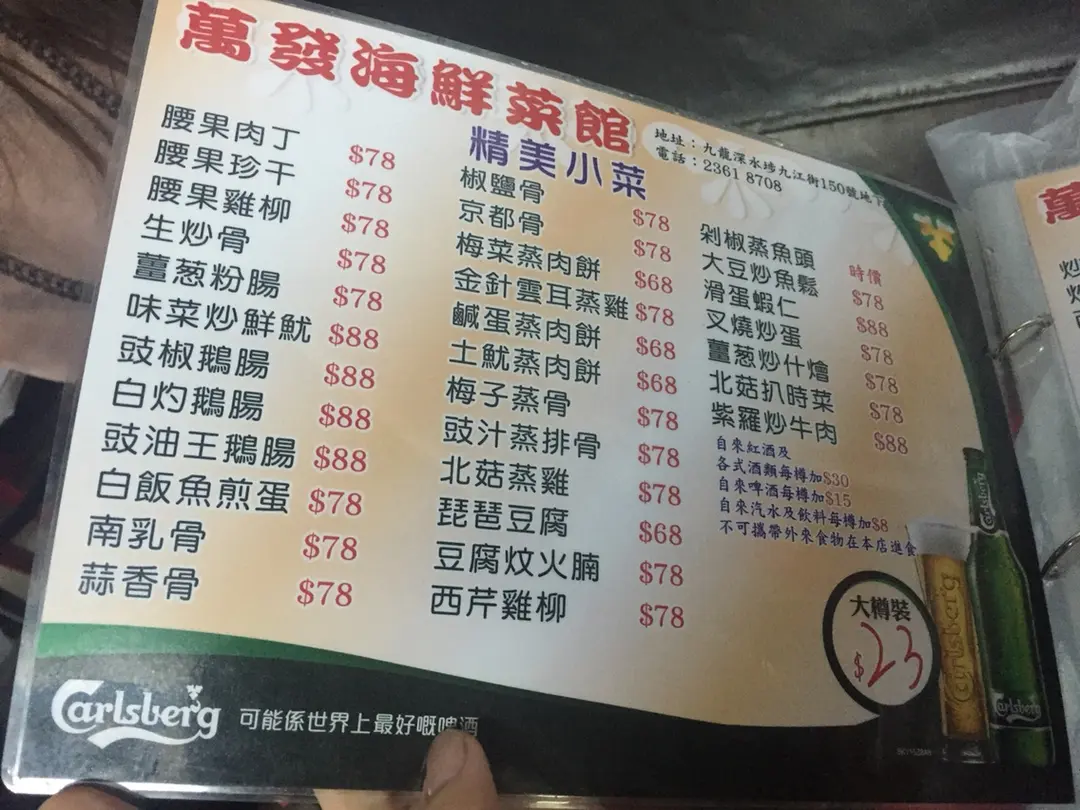 萬發海鮮菜館
地址：九龍深水埗九江街150號地下
電話：2361 8708
精美小菜
腰果肉丁 $78
腰果珍干 $78
腰果雞柳 $78
生炒骨 $78
薑葱粉腸 $78
味菜炒鮮魷 $88
豉椒鵝腸 $88
白灼鵝腸 $88
豉油王鵝腸 $88
白飯魚煎蛋 $78
南乳骨 $78
蒜香骨 $78
椒鹽骨 $78
京都骨 $78
梅菜蒸肉餅 $68
金針雲耳蒸雞 $78
鹹蛋蒸肉餅 $68
土魷蒸肉餅 $68
梅子蒸骨 $78
豉汁蒸排骨 $78
北菇蒸雞 $78
琵琶豆腐 $68
豆腐炆火腩 $78
西芹雞柳 $78
剁椒蒸魚頭 時價
大豆炒魚鬆 $78
滑蛋蝦仁 $88
叉燒炒蛋 $78
薑葱炒什燴 $78
北菇扒時菜 $78
紫羅炒牛肉 $88
自來紅酒及
各式酒類每樽加$30
自來啤酒每樽加$15
自來汽水及飲料每樽加$8
不可攜帶外來食物在本店進食
大樽裝
$23
Carlsberg
Carlsberg
Carlsberg 可能係世界上最好嘅啤酒
萬